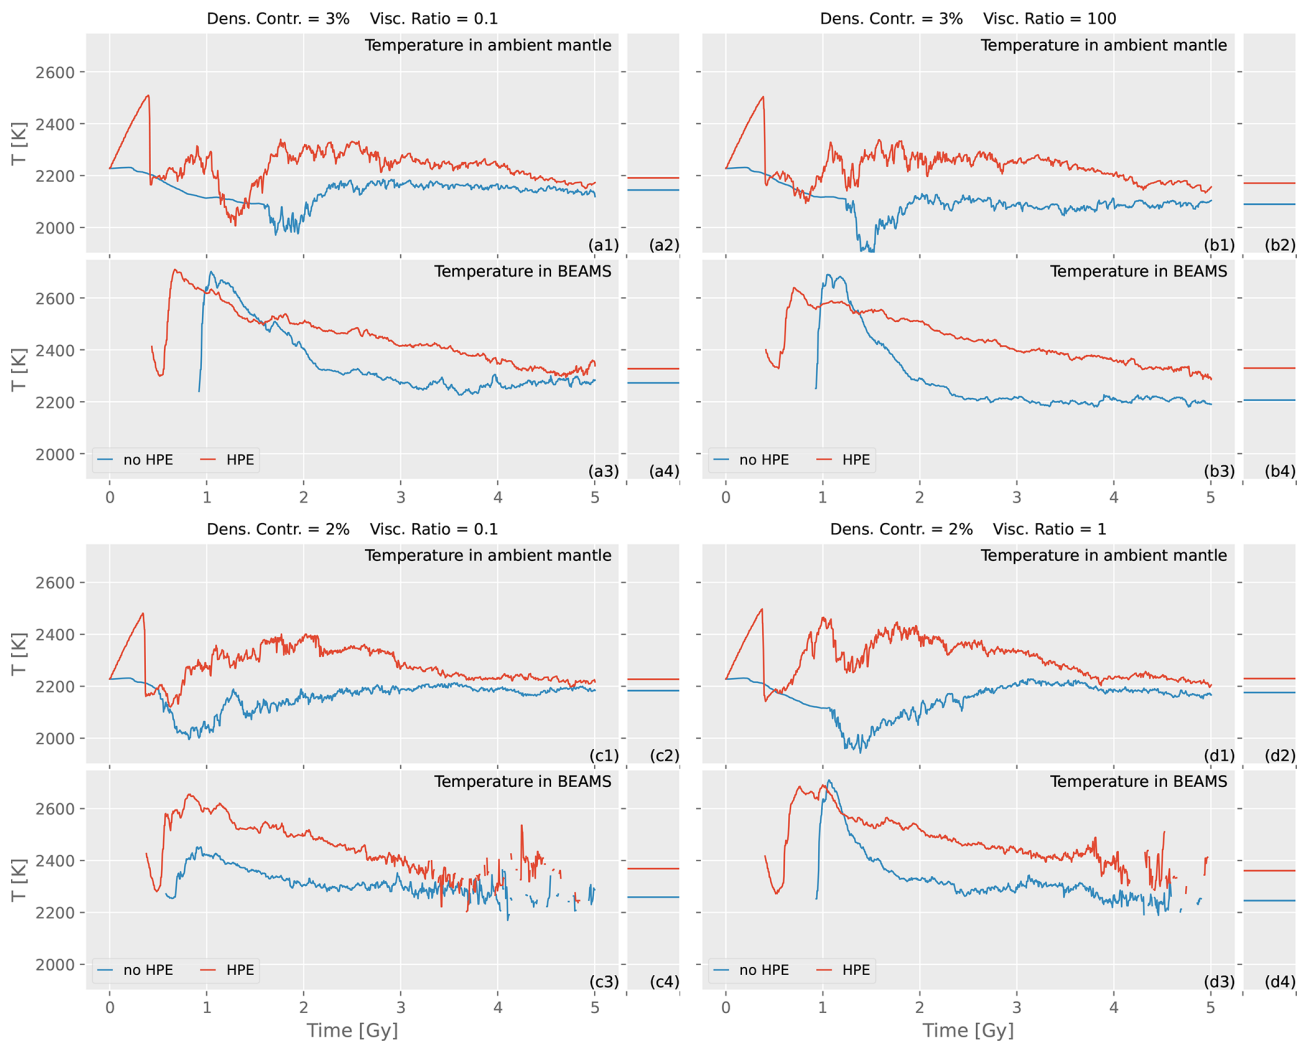 Dens. Contr. = 3%    Visc. Ratio = 0.1
Dens. Contr. = 3%    Visc. Ratio = 100
Temperature in ambient mantle
Temperature in ambient mantle
2600
2400
2200
2000
T [K]
(a1)
(a2)
(b1)
(b2)
Temperature in BEAMS
Temperature in BEAMS
2600
2400
2200
2000
T [K]
no HPE
HPE
(a3)
(a4)
no HPE
HPE
(b3)
(b4)
0 1 2 3 4 5
0 1 2 3 4 5
Dens. Contr. = 2%    Visc. Ratio = 0.1
Dens. Contr. = 2%    Visc. Ratio = 1
Temperature in ambient mantle
Temperature in ambient mantle
2600
2400
2200
2000
T [K]
(c1)
(c2)
(d1)
(d2)
Temperature in BEAMS
Temperature in BEAMS
2600
2400
2200
2000
T [K]
no HPE
HPE
(c3)
(c4)
no HPE
HPE
(d3)
(d4)
0 1 2 3 4 5
0 1 2 3 4 5
Time [Gy]
Time [Gy]